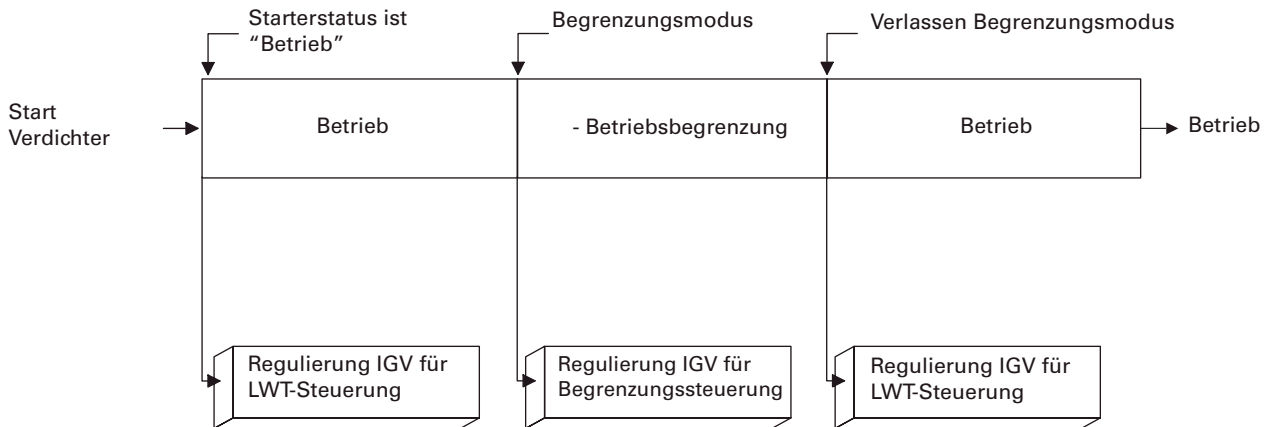 Starterstatus ist
“Betrieb”
Begrenzungsmodus
Verlassen Begrenzungsmodus
Start
Verdichter
Betrieb
- Betriebsbegrenzung
Betrieb
Betrieb
Regulierung IGV für
LWT-Steuerung
Regulierung IGV für
Begrenzungssteuerung
Regulierung IGV für
LWT-Steuerung